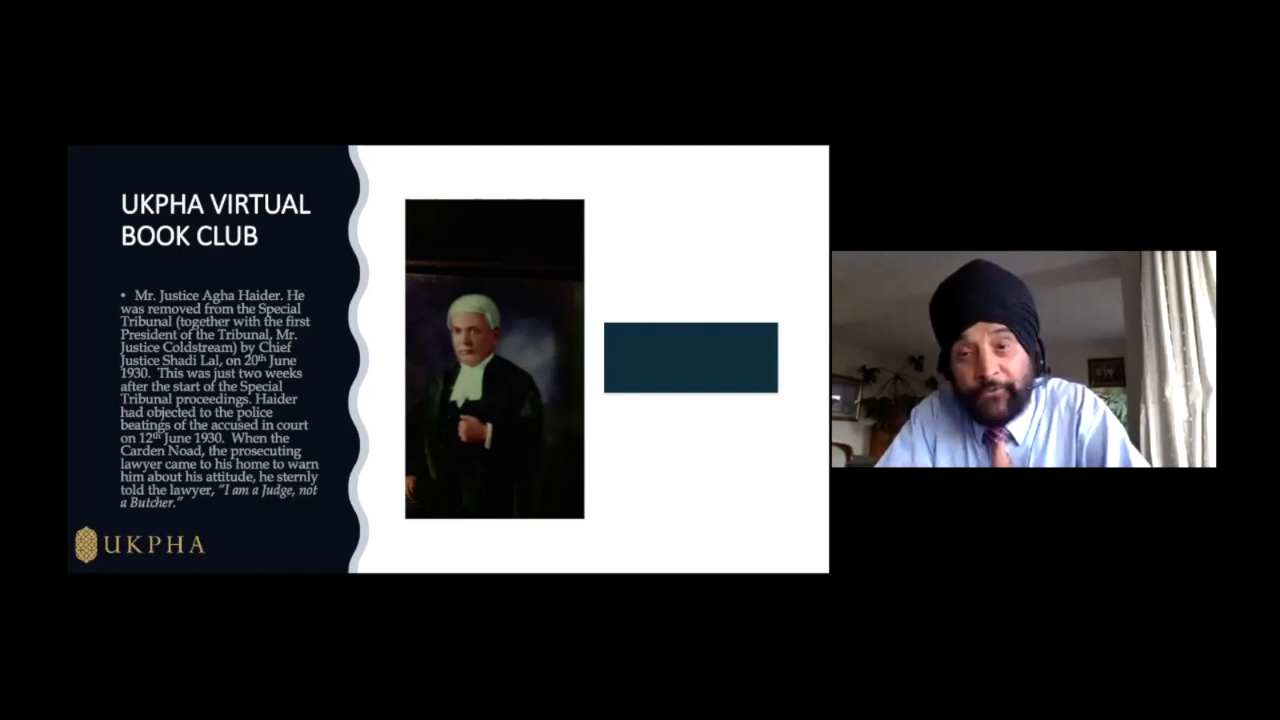 UKPHA VIRTUAL
BOOK CLUB
• Mr. Justice Agha Haider. He
was removed from the Special
Tribunal (together with the first
President of the Tribunal, Mr.
Justice Coldstream) by Chief
Justice Shadi Lal, on 20th June
1930. This was just two weeks
after the start of the Special
Tribunal proceedings. Haider
had objected to the police
beatings of the accused in court
on 12th June 1930. When the
Carden Noad, the prosecuting
lawyer came to his home to warn
him about his attitude, he sternly
told the lawyer, “I am a Judge, not
a Butcher.”
UKPHA